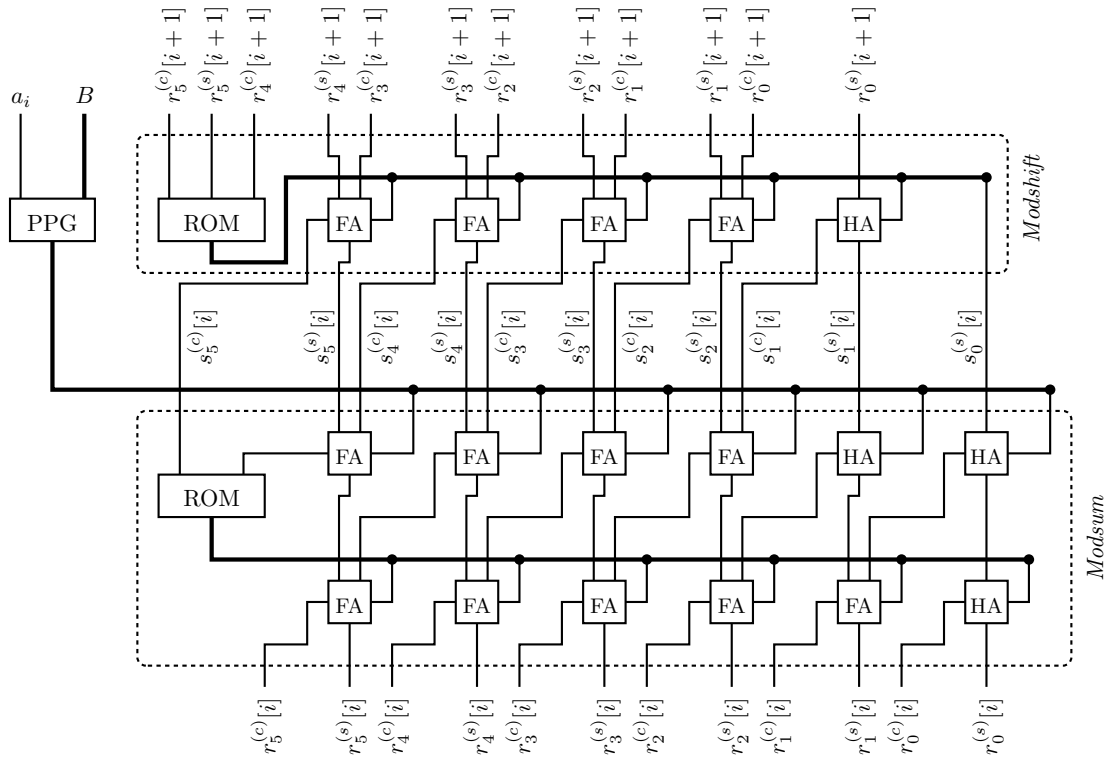 a_i B r_5^{(c)}[i + 1] r_5^{(s)}[i + 1] r_4^{(c)}[i + 1] r_4^{(s)}[i + 1] r_3^{(c)}[i + 1] r_3^{(s)}[i + 1] r_2^{(c)}[i + 1] r_2^{(s)}[i + 1] r_1^{(c)}[i + 1] r_1^{(s)}[i + 1] r_0^{(c)}[i + 1] r_0^{(s)}[i + 1]
Modshift
PPG ROM FA FA FA FA HA
s_5^{(c)}[i] s_5^{(s)}[i] s_4^{(c)}[i] s_4^{(s)}[i] s_3^{(c)}[i] s_3^{(s)}[i] s_2^{(c)}[i] s_2^{(s)}[i] s_1^{(c)}[i] s_1^{(s)}[i] s_0^{(s)}[i]
FA FA FA FA HA HA
ROM
Modsum
FA FA FA FA FA HA
r_5^{(c)}[i] r_5^{(s)}[i] r_4^{(c)}[i] r_4^{(s)}[i] r_3^{(c)}[i] r_3^{(s)}[i] r_2^{(c)}[i] r_2^{(s)}[i] r_1^{(c)}[i] r_1^{(s)}[i] r_0^{(c)}[i] r_0^{(s)}[i]